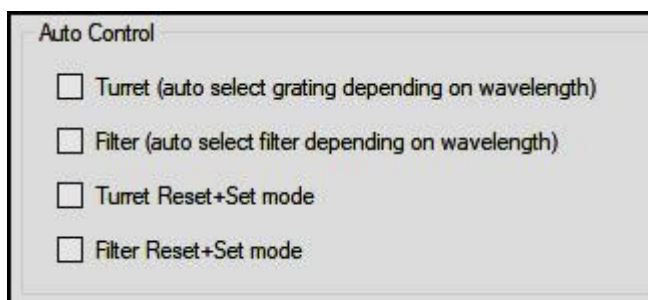 Auto Control
Turret (auto select grating depending on wavelength)
Filter (auto select filter depending on wavelength)
Turret Reset+Set mode
Filter Reset+Set mode